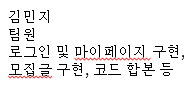 김민지
팀원
로그인 및 마이페이지 구현,
모집글 구현, 코드 합본 등